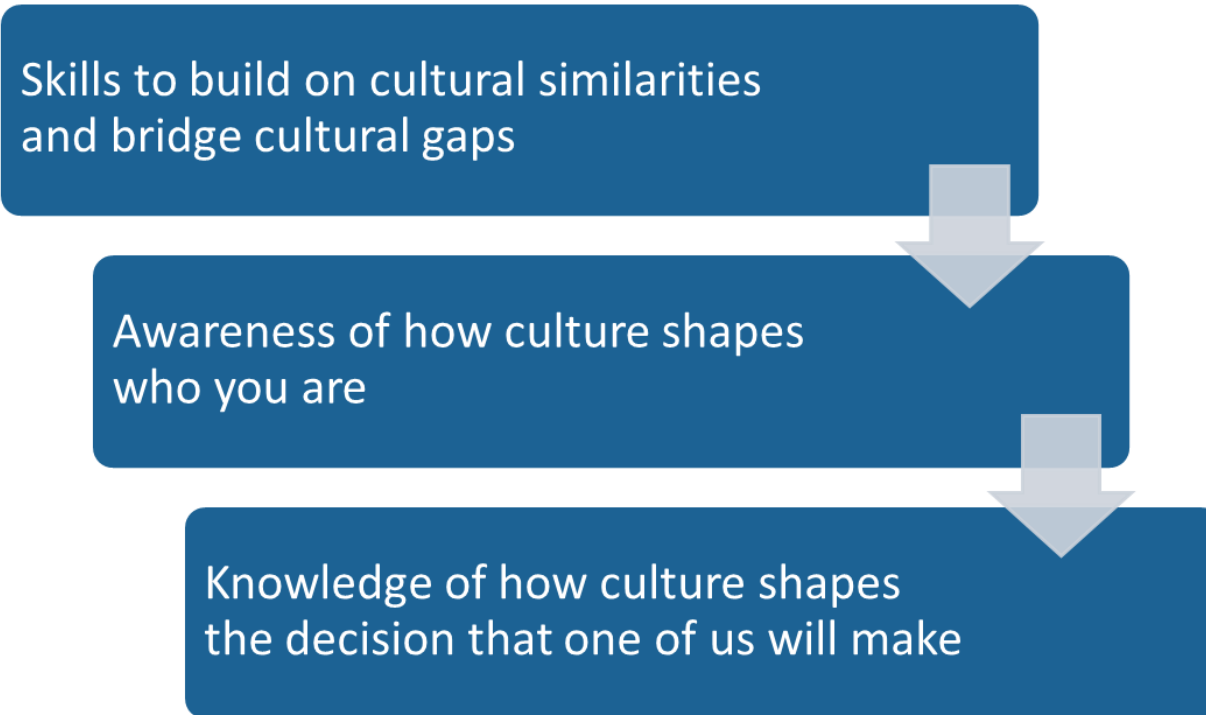 Skills to build on cultural similarities
and bridge cultural gaps
Awareness of how culture shapes
who you are
Knowledge of how culture shapes
the decision that one of us will make